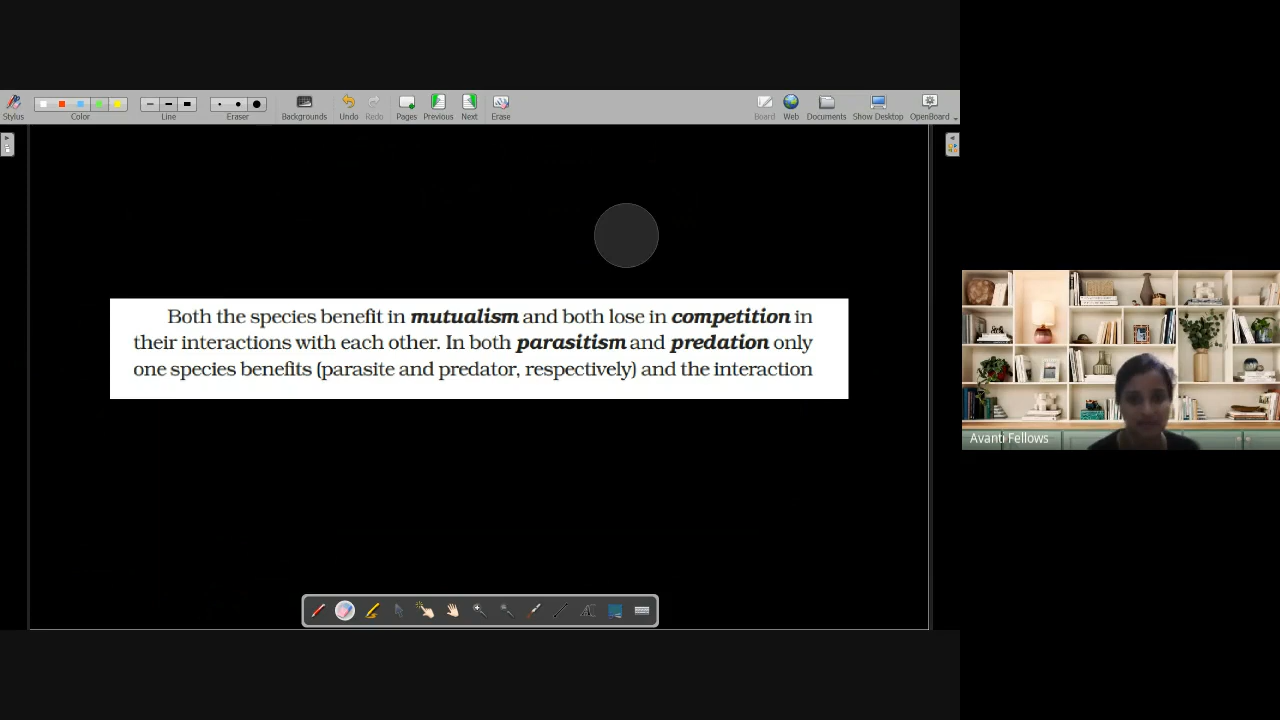 Stylus
Color
Line
Eraser
Backgrounds
Undo
Redo
Pages
Previous
Next
Erase
Board
Web
Documents
Show Desktop
OpenBoard
Both the species benefit in mutualism and both lose in competition in
their interactions with each other. In both parasitism and predation only
one species benefits (parasite and predator, respectively) and the interaction
Avanti Fellows